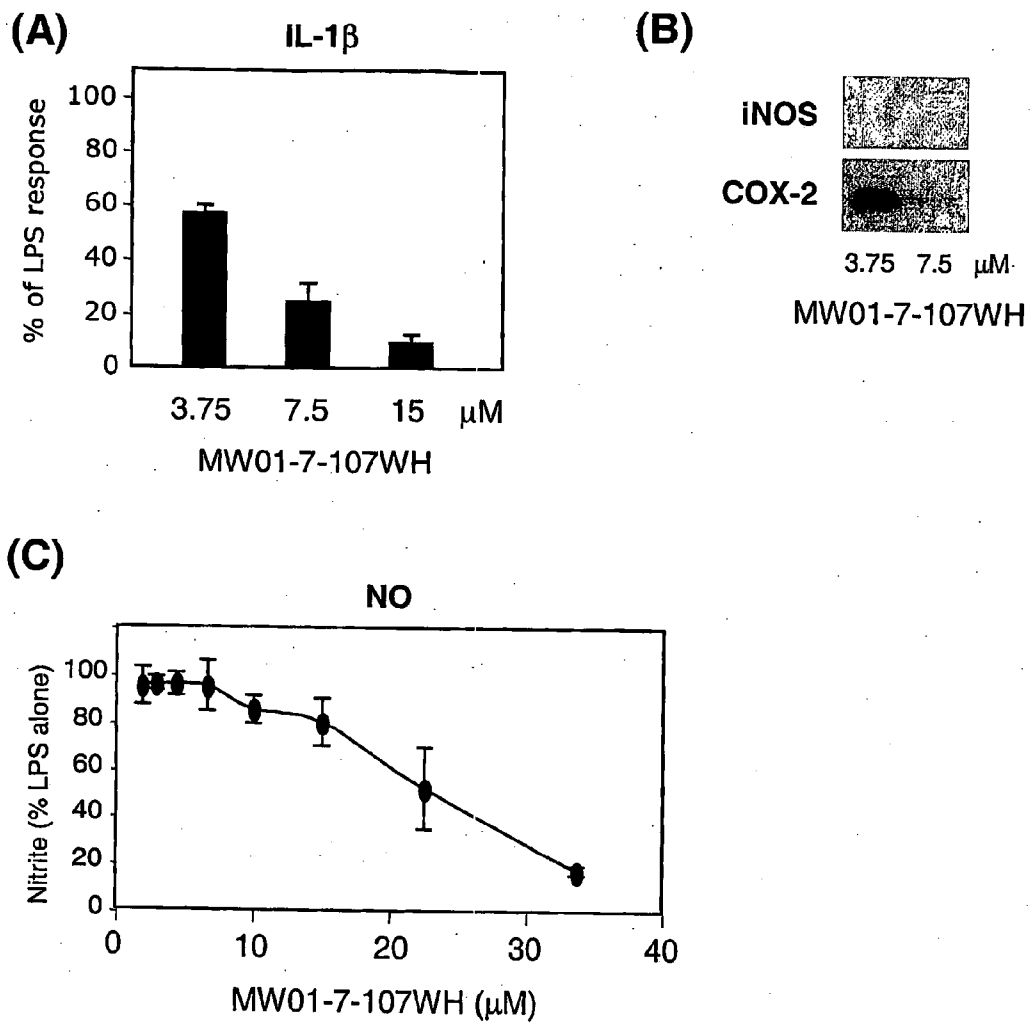 (A)
IL-1β
% of LPS response
100
80
60
40
20
0
3.75 7.5 15 μM
MW01-7-107WH
(B)
iNOS
COX-2
3.75 7.5 μM
MW01-7-107WH
(C)
NO
Nitrite (% LPS alone)
100
80
60
40
20
0
0 10 20 30 40
MW01-7-107WH (μM)